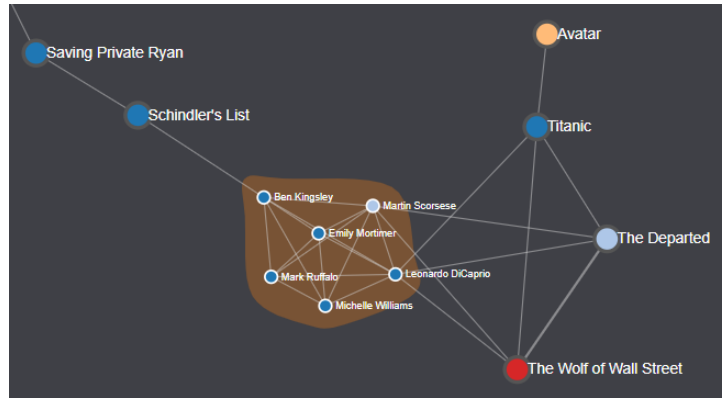 Avatar
Saving Private Ryan
Schindler's List
Titanic
Ben Kingsley
Martin Scorsese
Emily Mortimer
The Departed
Mark Ruffalo
Leonardo DiCaprio
Michelle Williams
The Wolf of Wall Street